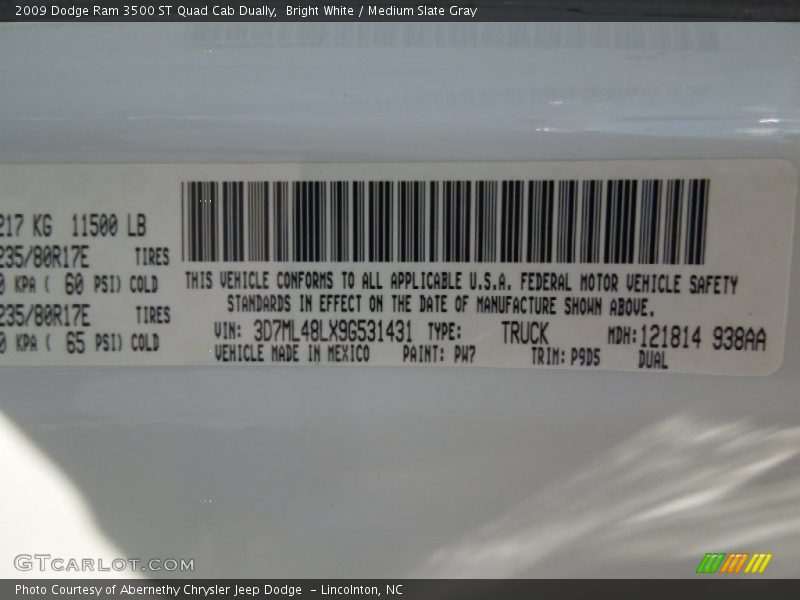 2009 Dodge Ram 3500 ST Quad Cab Dually, Bright White / Medium Slate Gray
217 KG 11500 LB
235/80R17E TIRES
0 KPA ( 60 PSI) COLD
235/80R17E TIRES
0 KPA ( 65 PSI) COLD
THIS VEHICLE CONFORMS TO ALL APPLICABLE U.S.A. FEDERAL MOTOR VEHICLE SAFETY
STANDARDS IN EFFECT ON THE DATE OF MANUFACTURE SHOWN ABOVE.
VIN: 3D7ML48LX9G531431 TYPE: TRUCK MDH:121814 938AA
VEHICLE MADE IN MEXICO PAINT: PW7 TRIM: P9D5 DUAL
GTCARLOT.COM
Photo Courtesy of Abernethy Chrysler Jeep Dodge - Lincolnton, NC